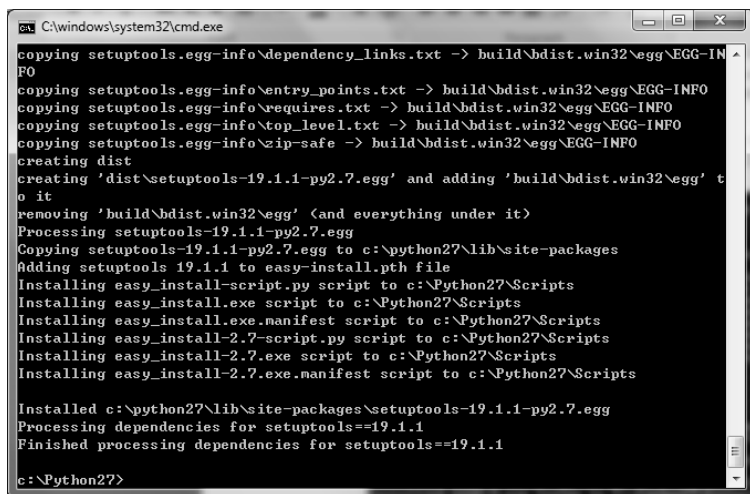 C:\windows\system32\cmd.exe
copying setuptools.egg-info\dependency_links.txt -> build\bdist.win32\egg\EGG-IN
FO
copying setuptools.egg-info\entry_points.txt -> build\bdist.win32\egg\EGG-INFO
copying setuptools.egg-info\requires.txt -> build\bdist.win32\egg\EGG-INFO
copying setuptools.egg-info\top_level.txt -> build\bdist.win32\egg\EGG-INFO
copying setuptools.egg-info\zip-safe -> build\bdist.win32\egg\EGG-INFO
creating dist
creating 'dist\setuptools-19.1.1-py2.7.egg' and adding 'build\bdist.win32\egg' t
o it
removing 'build\bdist.win32\egg' (and everything under it)
Processing setuptools-19.1.1-py2.7.egg
Copying setuptools-19.1.1-py2.7.egg to c:\python27\lib\site-packages
Adding setuptools 19.1.1 to easy-install.pth file
Installing easy_install-script.py script to c:\Python27\Scripts
Installing easy_install.exe script to c:\Python27\Scripts
Installing easy_install.exe.manifest script to c:\Python27\Scripts
Installing easy_install-2.7-script.py script to c:\Python27\Scripts
Installing easy_install-2.7.exe script to c:\Python27\Scripts
Installing easy_install-2.7.exe.manifest script to c:\Python27\Scripts

Installed c:\python27\lib\site-packages\setuptools-19.1.1-py2.7.egg
Processing dependencies for setuptools==19.1.1
Finished processing dependencies for setuptools==19.1.1

c:\Python27>